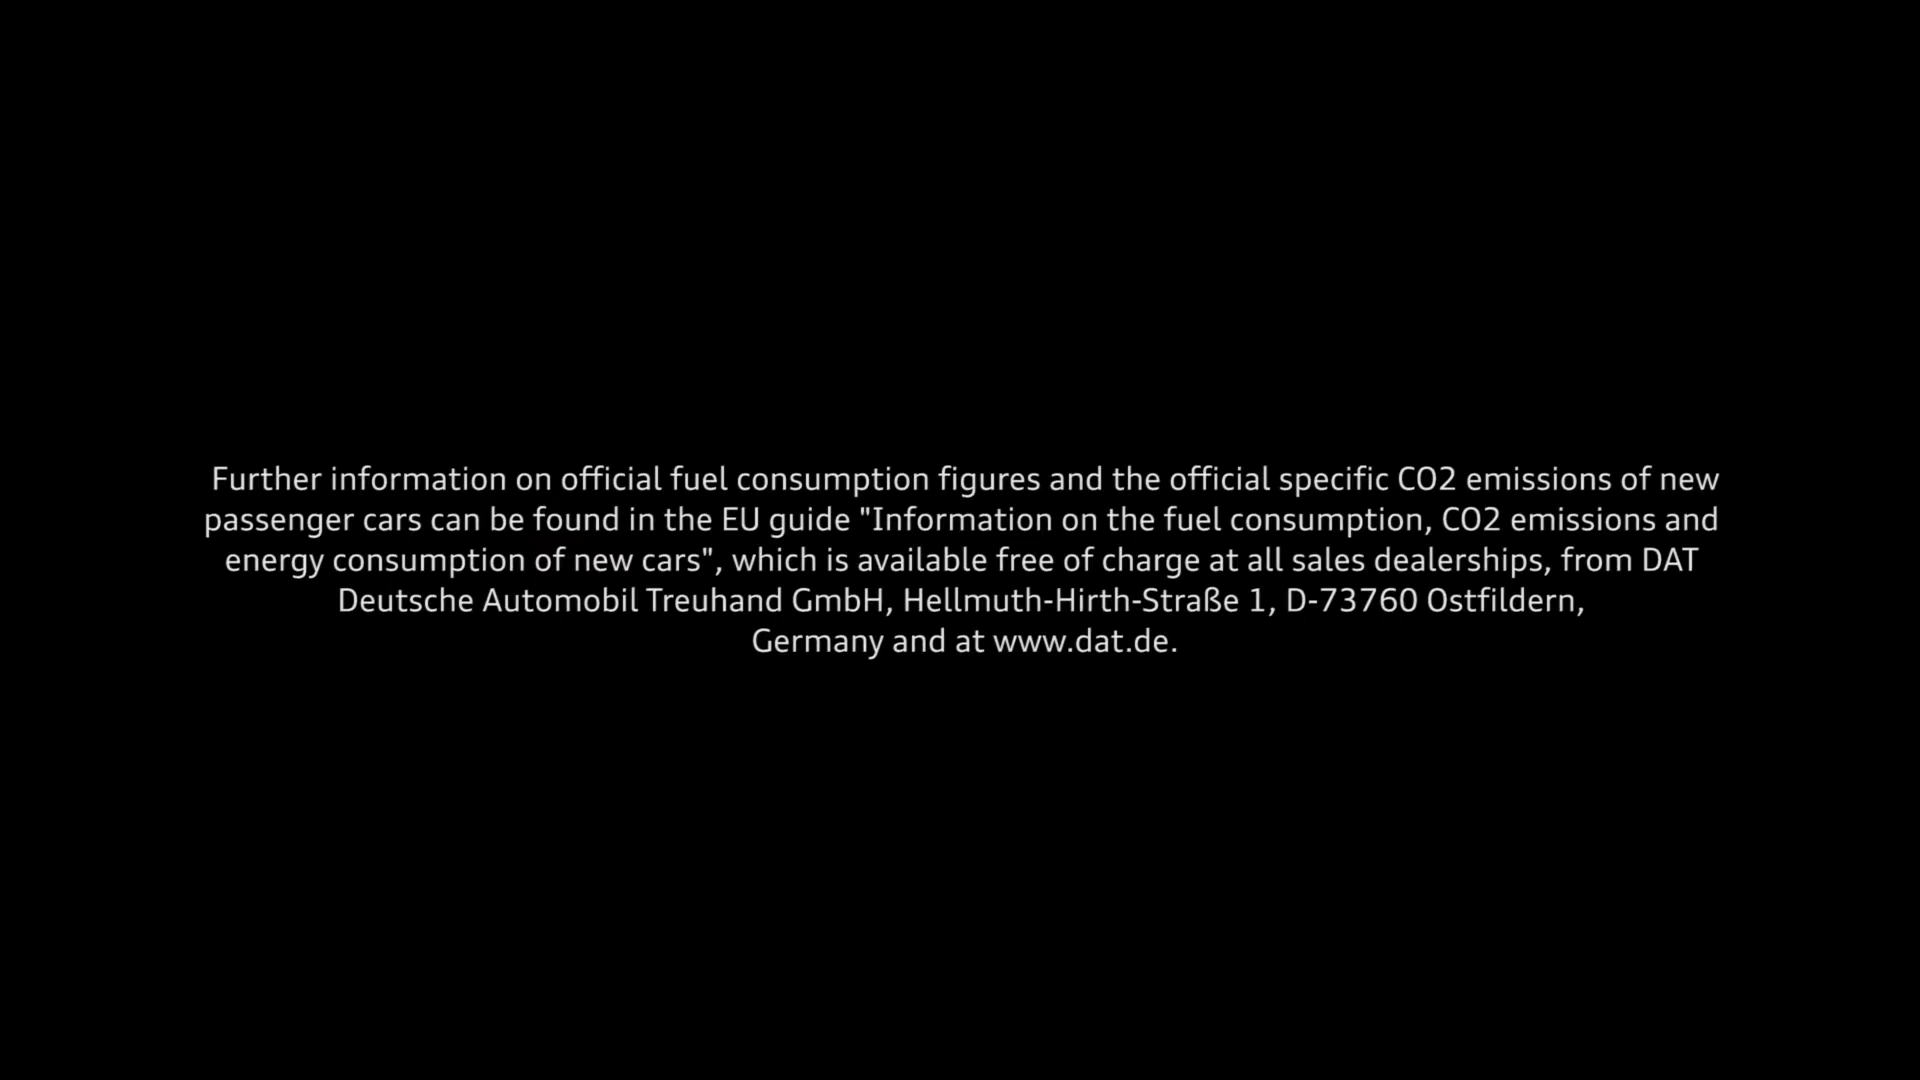 Further information on official fuel consumption figures and the official specific CO2 emissions of new
passenger cars can be found in the EU guide "Information on the fuel consumption, CO2 emissions and
energy consumption of new cars", which is available free of charge at all sales dealerships, from DAT
Deutsche Automobil Treuhand GmbH, Hellmuth-Hirth-Straße 1, D-73760 Ostfildern,
Germany and at www.dat.de.